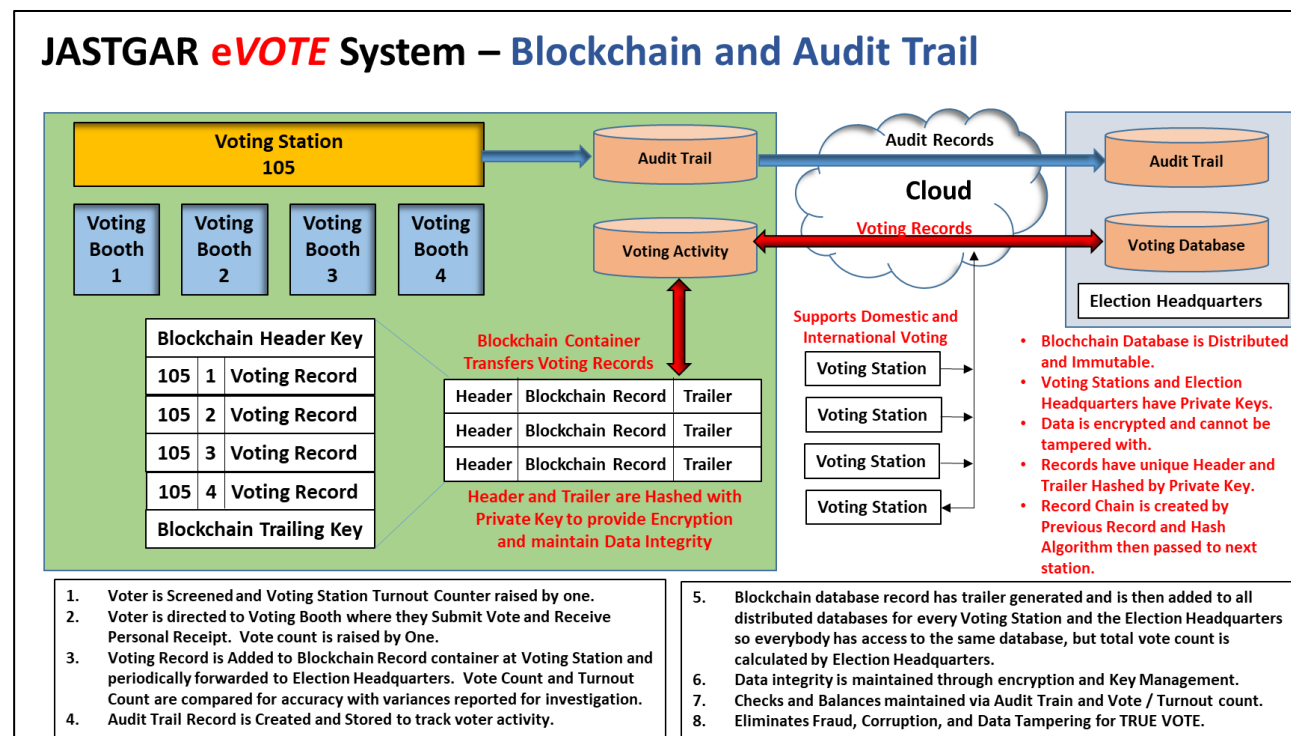 JASTGAR eVOTE System – Blockchain and Audit Trail
Voting Station
105
Audit Trail
Audit Records
Cloud
Audit Trail
Voting
Booth
1
Voting
Booth
2
Voting
Booth
3
Voting
Booth
4
Voting Activity
Voting Records
Voting Database
Election Headquarters
Blockchain Header Key
105 1 Voting Record
105 2 Voting Record
105 3 Voting Record
105 4 Voting Record
Blockchain Trailing Key
Blockchain Container
Transfers Voting Records
Header Blockchain Record Trailer
Header Blockchain Record Trailer
Header Blockchain Record Trailer
Header and Trailer are Hashed with
Private Key to provide Encryption
and maintain Data Integrity
Supports Domestic and
International Voting
Voting Station
Voting Station
Voting Station
Voting Station
• Blochchain Database is Distributed
and Immutable.
• Voting Stations and Election
Headquarters have Private Keys.
• Data is encrypted and cannot be
tampered with.
• Records have unique Header and
Trailer Hashed by Private Key.
• Record Chain is created by
Previous Record and Hash
Algorithm then passed to next
station.
1. Voter is Screened and Voting Station Turnout Counter raised by one.
2. Voter is directed to Voting Booth where they Submit Vote and Receive
Personal Receipt. Vote count is raised by One.
3. Voting Record is Added to Blockchain Record container at Voting Station and
periodically forwarded to Election Headquarters. Vote Count and Turnout
Count are compared for accuracy with variances reported for investigation.
4. Audit Trail Record is Created and Stored to track voter activity.
5. Blockchain database record has trailer generated and is then added to all
distributed databases for every Voting Station and the Election Headquarters
so everybody has access to the same database, but total vote count is
calculated by Election Headquarters.
6. Data integrity is maintained through encryption and Key Management.
7. Checks and Balances maintained via Audit Train and Vote / Turnout count.
8. Eliminates Fraud, Corruption, and Data Tampering for TRUE VOTE.